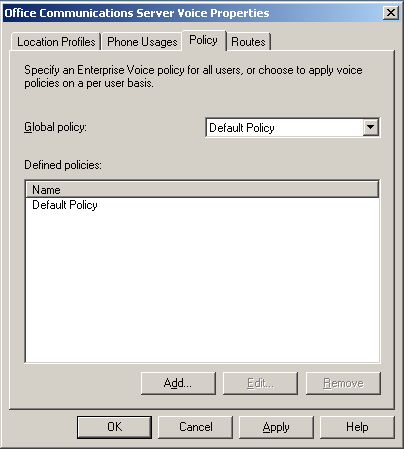 Office Communications Server Voice Properties
Location Profiles Phone Usages Policy Routes
Specify an Enterprise Voice policy for all users, or choose to apply voice
policies on a per user basis.
Global policy: Default Policy
Defined policies:
Name
Default Policy
Add... Edit... Remove
OK Cancel Apply Help